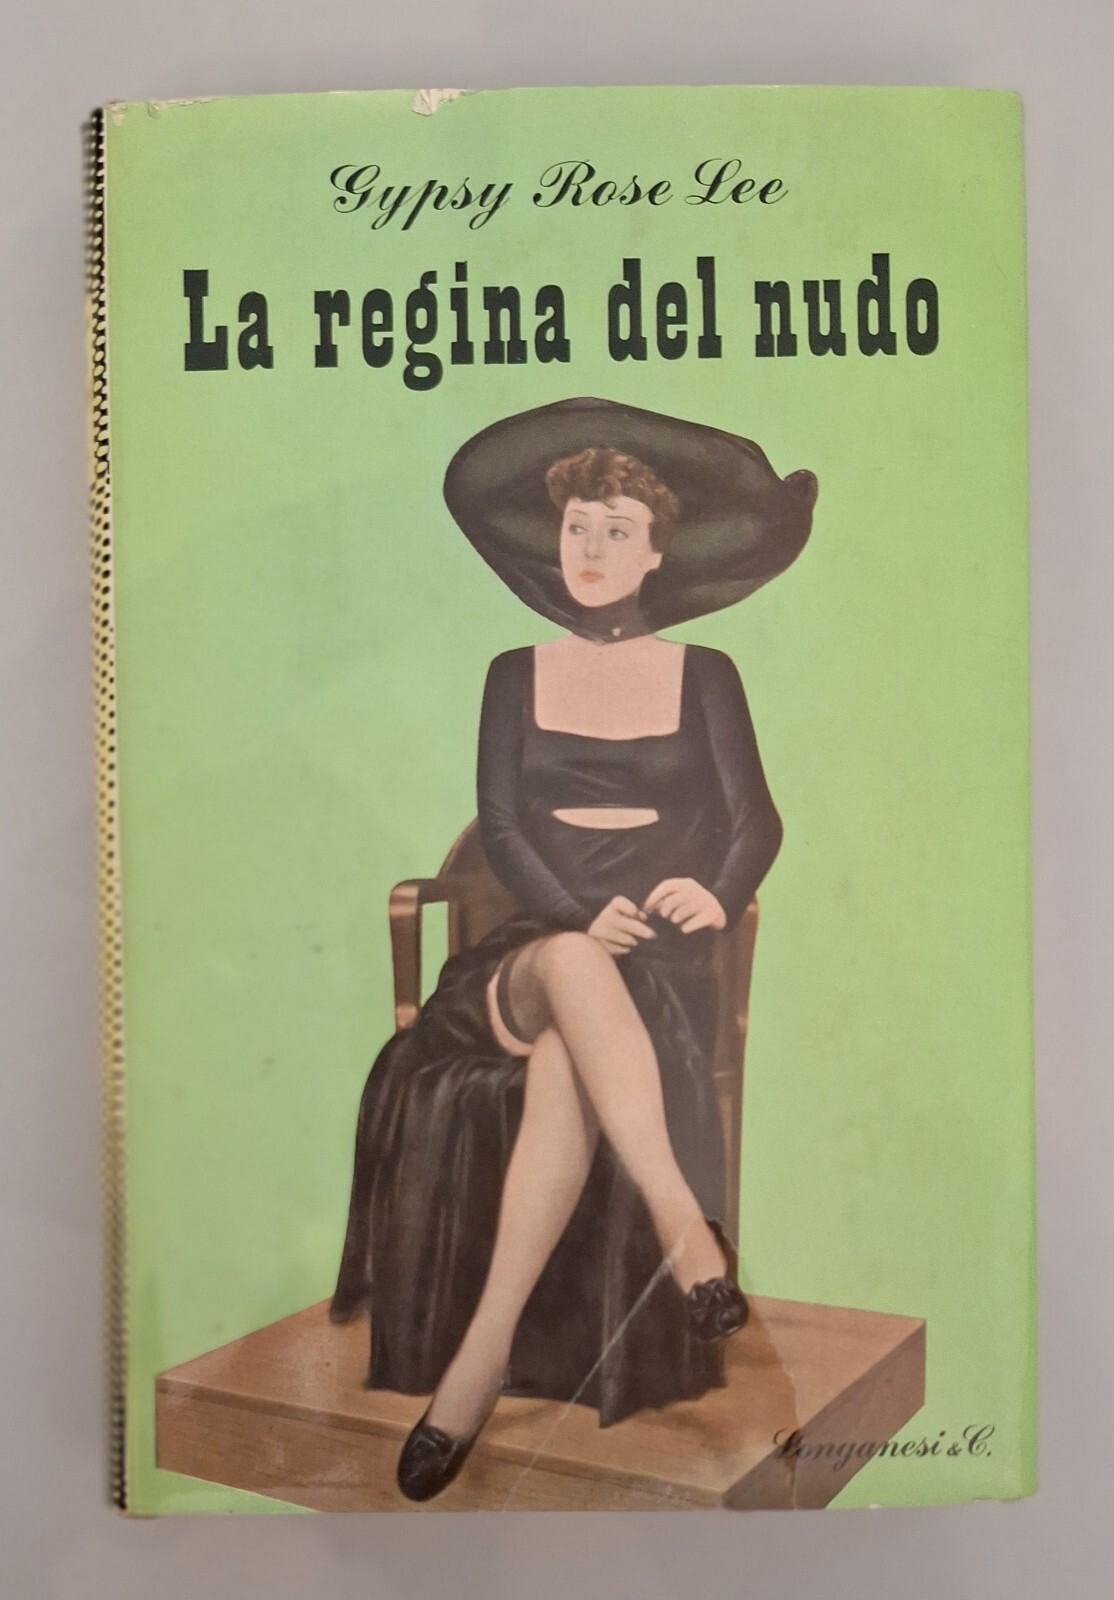 Gypsy Rose Lee
La regina del nudo
Longanesi & C.